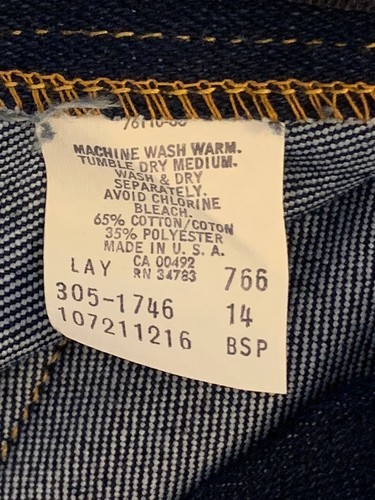 MACHINE WASH WARM.
TUMBLE DRY MEDIUM.
WASH & DRY
SEPARATELY.
AVOID CHLORINE
BLEACH.
65% COTTON/COTON
35% POLYESTER
MADE IN U. S. A.
LAY CA 00492 766
RN 34783
305-1746 14
107211216 BSP